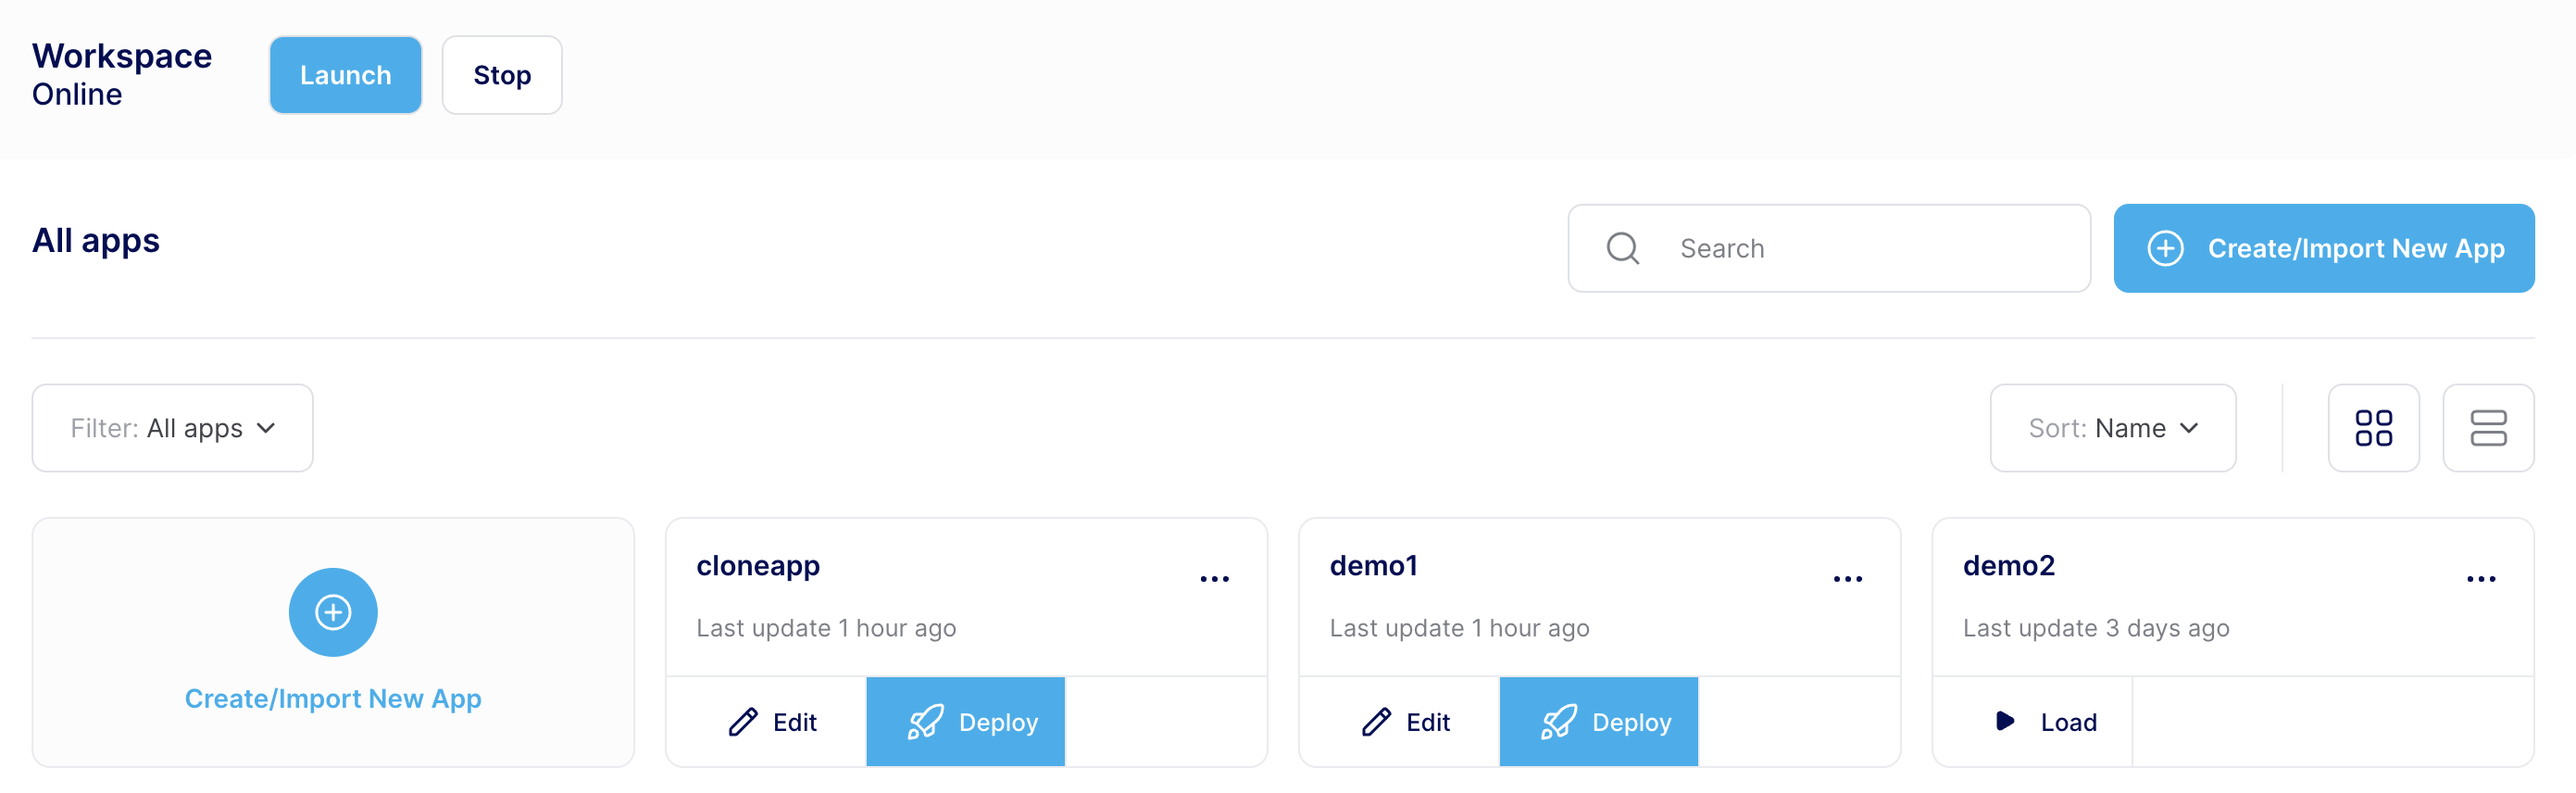 Workspace
Online
Launch
Stop
All apps
Search
Create/Import New App
Filter: All apps
Sort: Name
Create/Import New App
cloneapp
Last update 1 hour ago
Edit
Deploy
demo1
Last update 1 hour ago
Edit
Deploy
demo2
Last update 3 days ago
Load